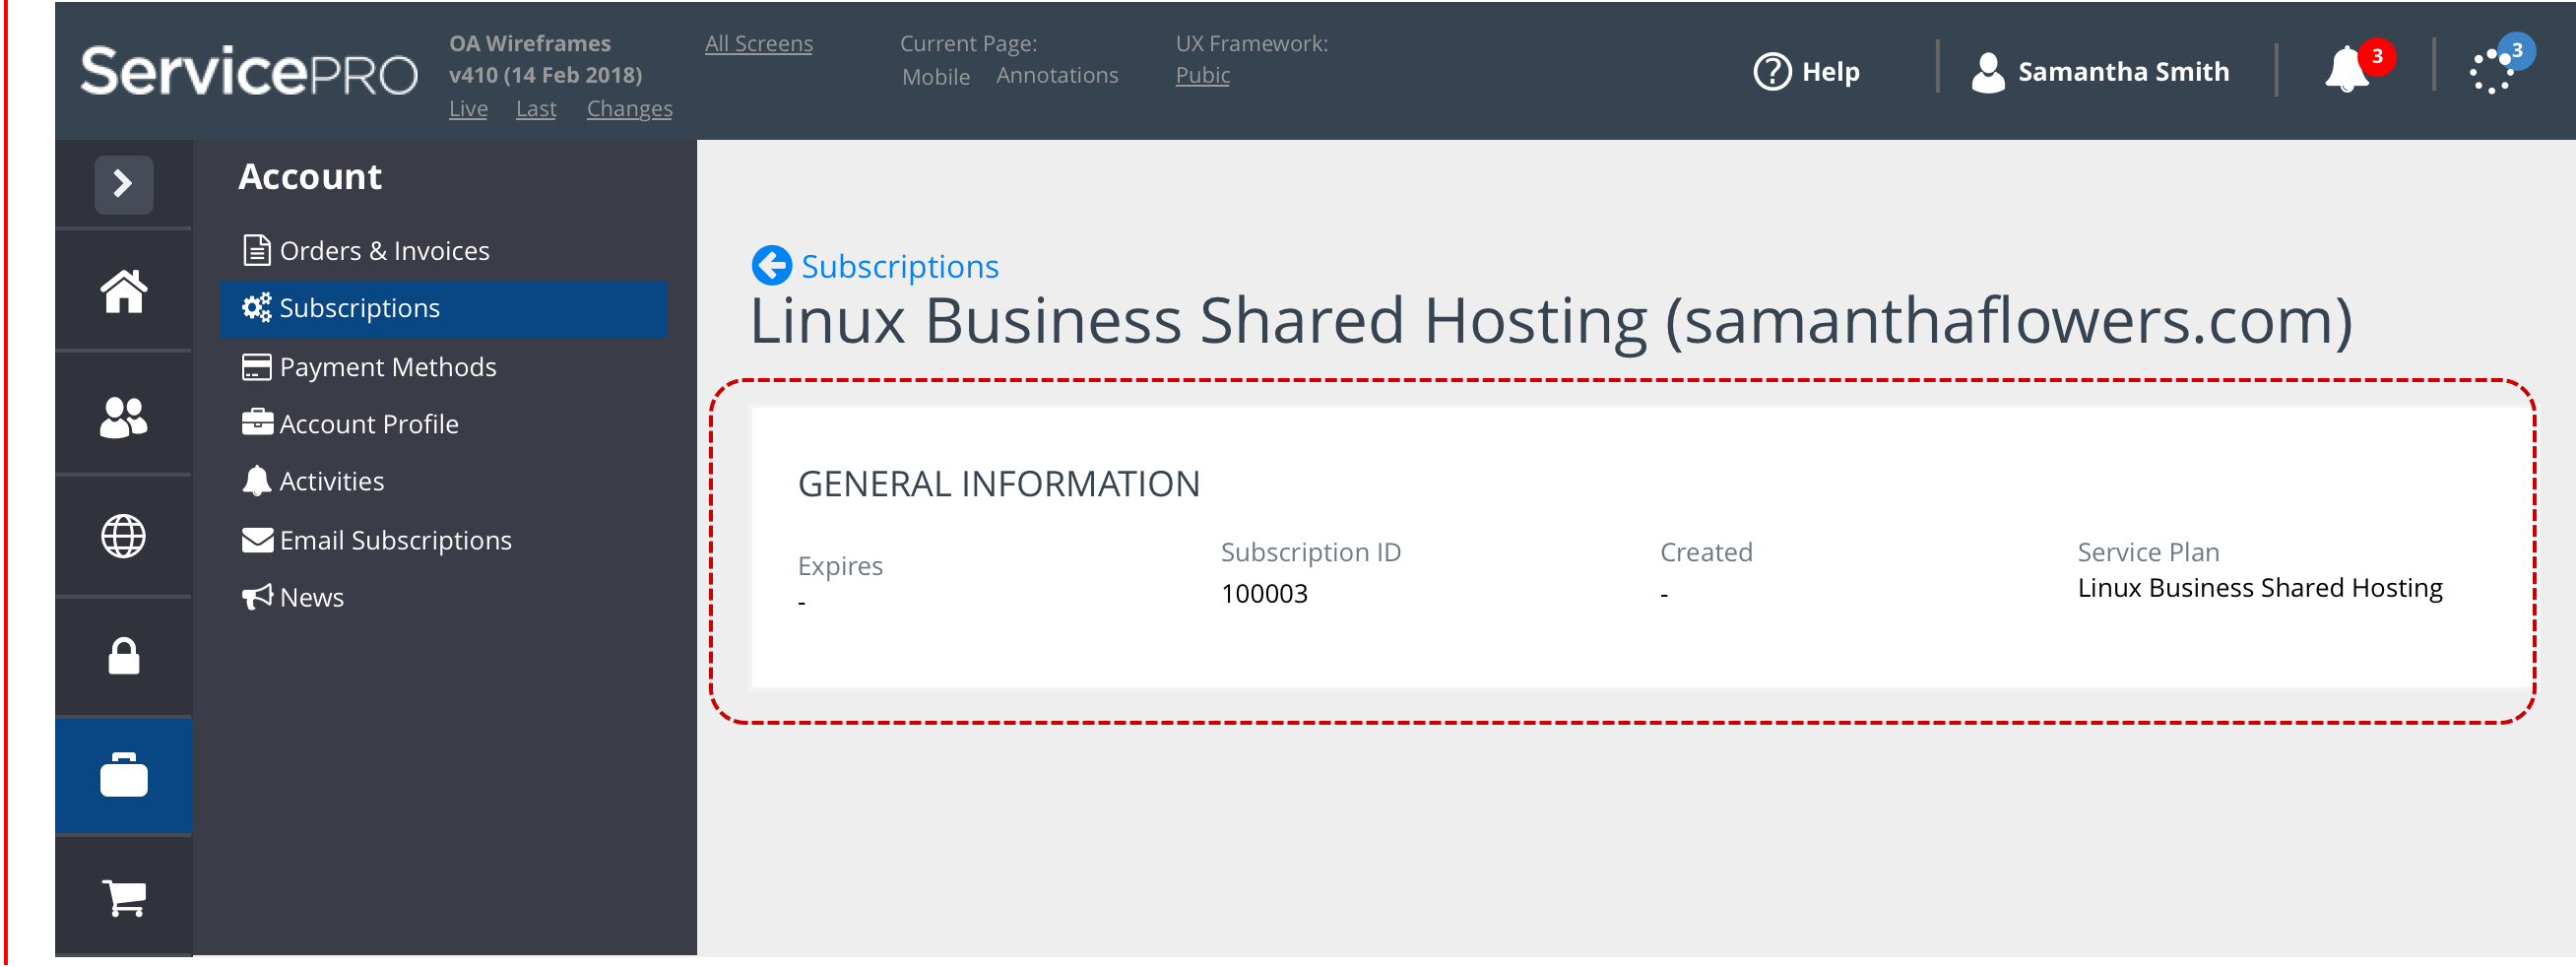 ServicePRO
OA Wireframes
v410 (14 Feb 2018)
Live Last Changes
All Screens
Current Page:
Mobile Annotations
UX Framework:
Pubic
Help
Samantha Smith
3
3
Account
Orders & Invoices
Subscriptions
Payment Methods
Account Profile
Activities
Email Subscriptions
News
Subscriptions
Linux Business Shared Hosting (samanthaflowers.com)
GENERAL INFORMATION
Expires
-
Subscription ID
100003
Created
-
Service Plan
Linux Business Shared Hosting